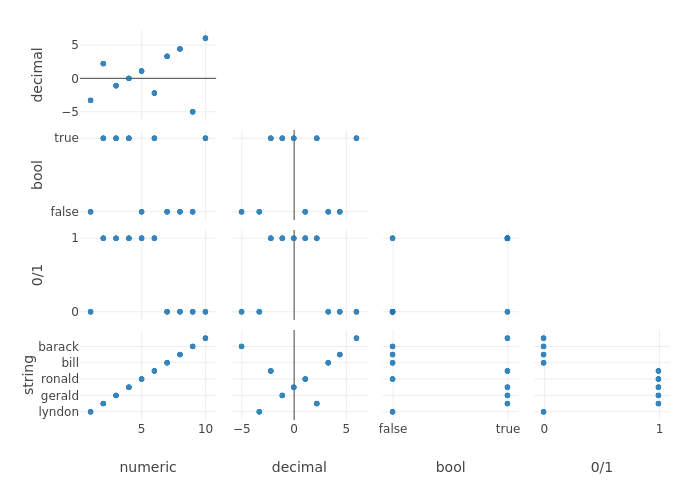 decimal
5
0
−5
bool
true
false
0/1
1
0
string
barack
bill
ronald
gerald
lyndon
5 10
−5 0 5
false true
0 1
numeric decimal bool 0/1